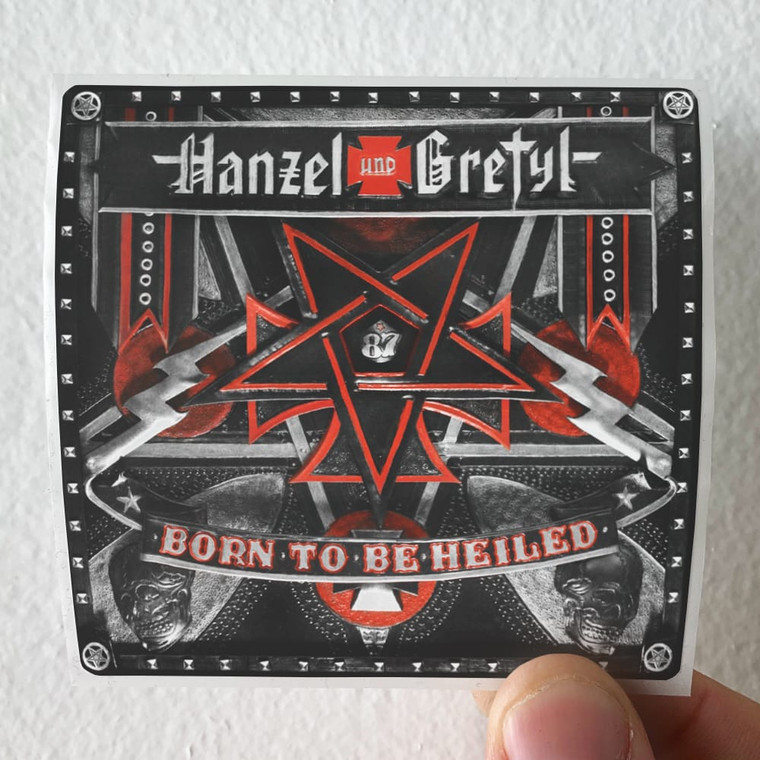 Hanzel und Gretyl
87
BORN · TO · BE · HEILED ·